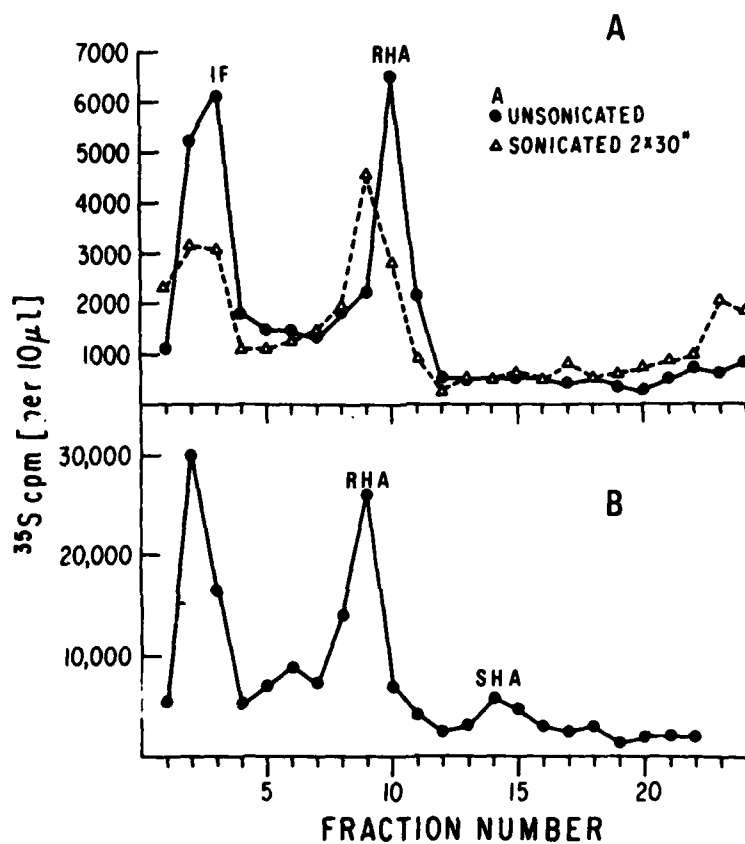 A
7000
6000
5000
4000
3000
2000
1000
IF
RHA
A
● UNSONICATED
△ SONICATED 2×30"
35S cpm [per 10μl]
B
30,000
20,000
10,000
RHA
SHA
5
10
15
20
FRACTION NUMBER